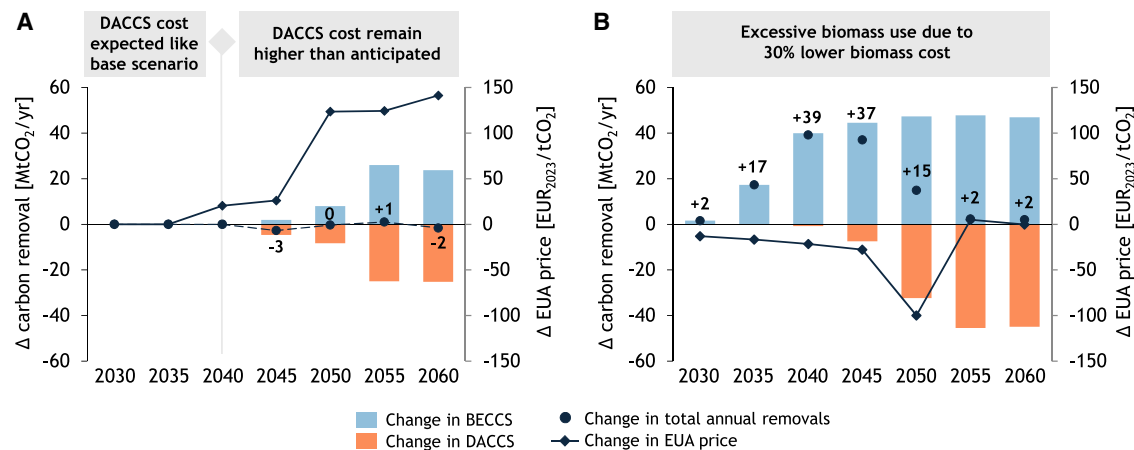 A
DACCS cost
expected like
base scenario
DACCS cost remain
higher than anticipated
Δ carbon removal [MtCO₂/yr]
60
40
20
0
-20
-40
-60
150
100
50
0
-50
-100
-150
Δ EUA price [EUR₂₀₂₃/tCO₂]
-3
0
+1
-2
2030 2035 2040 2045 2050 2055 2060
B
Excessive biomass use due to
30% lower biomass cost
Δ carbon removal [MtCO₂/yr]
60
40
20
0
-20
-40
-60
150
100
50
0
-50
-100
-150
Δ EUA price [EUR₂₀₂₃/tCO₂]
+2
+17
+39
+37
+15
+2
+2
2030 2035 2040 2045 2050 2055 2060
Change in BECCS
Change in total annual removals
Change in DACCS
Change in EUA price